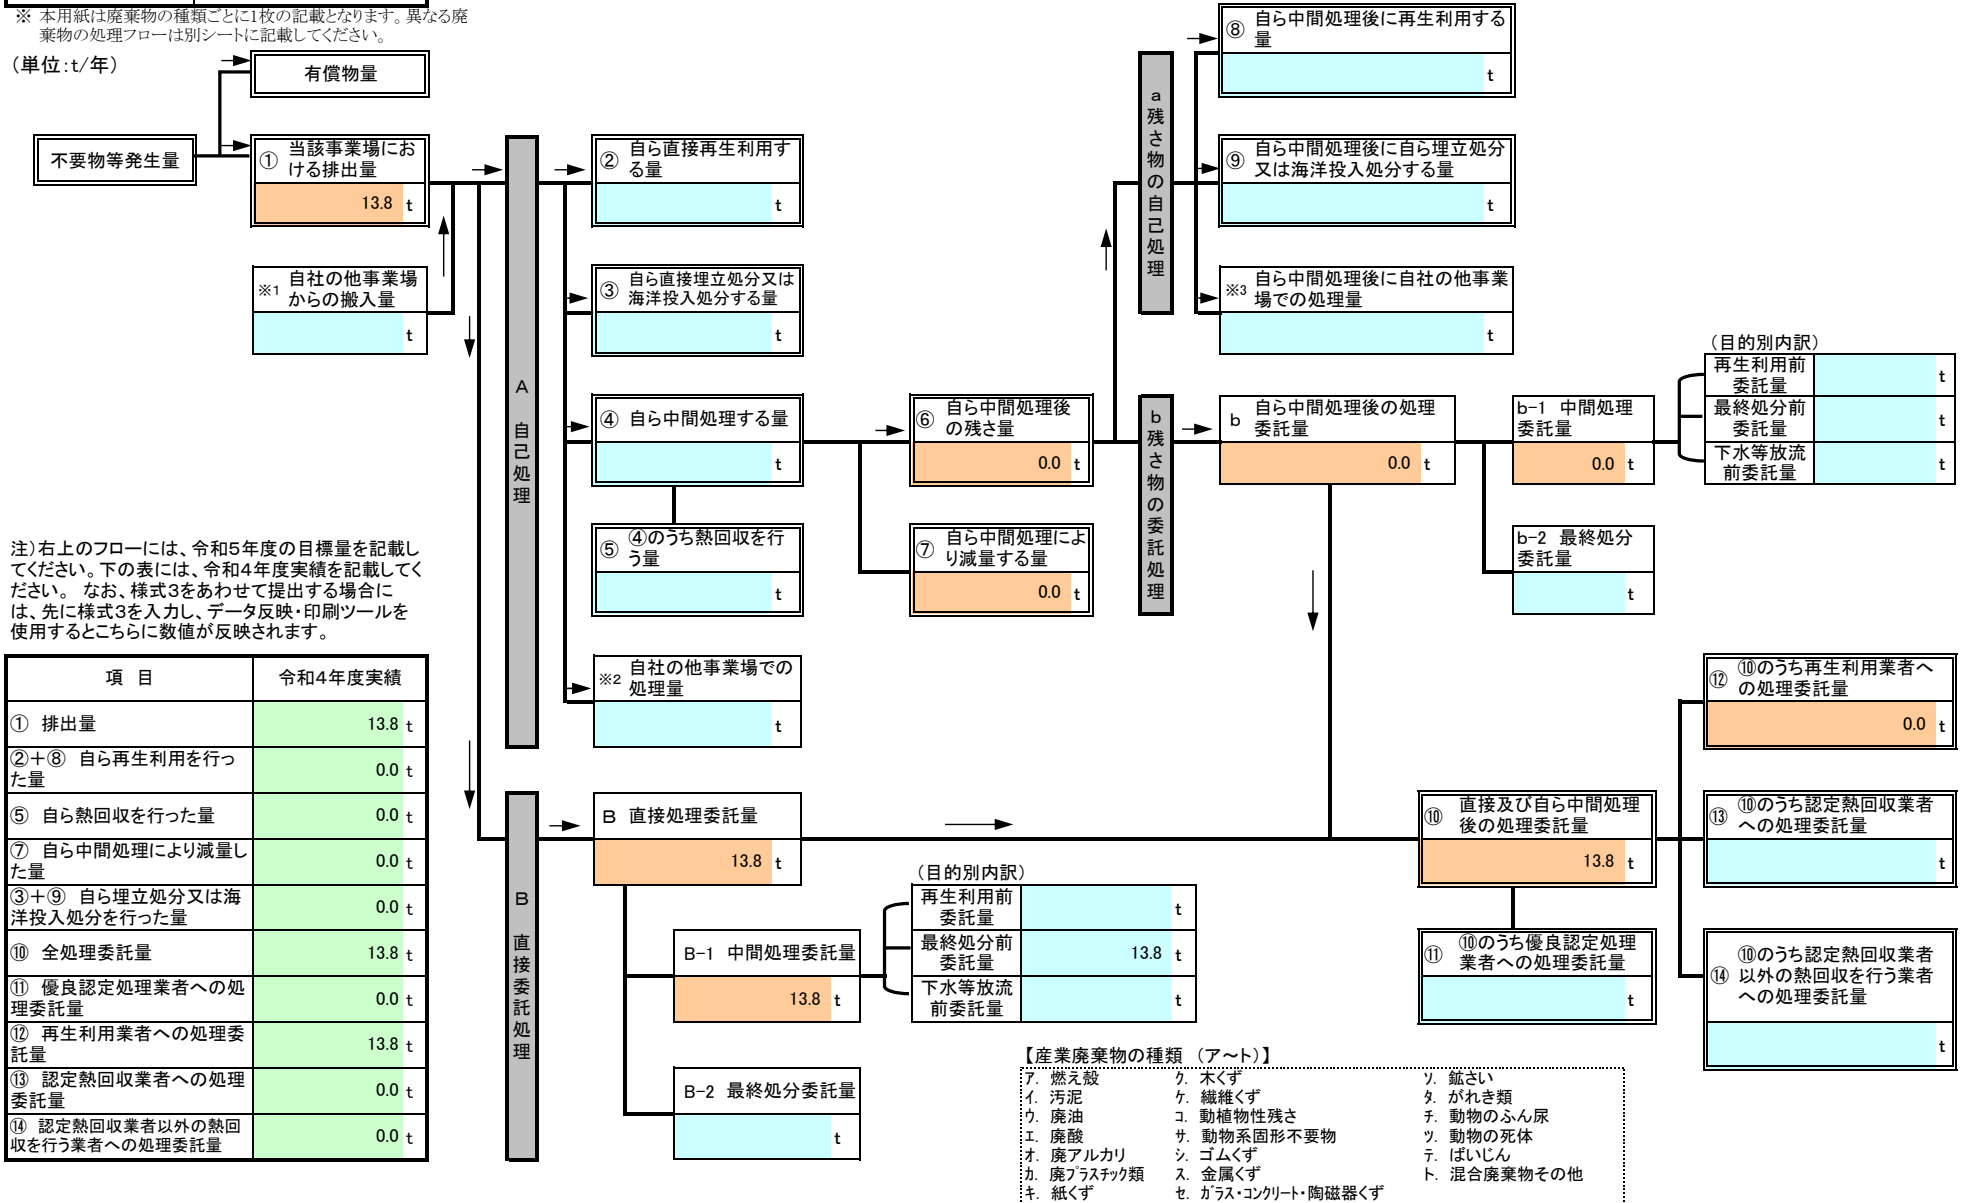 ※ 本用紙は廃棄物の種類ごとに1枚の記載となります。異なる廃
棄物の処理フローは別シートに記載してください。
(単位:t/年)
有償物量
不要物等発生量
① 当該事業場にお
ける排出量
13.8 t
※1 自社の他事業場
からの搬入量
t
A 自己処理
② 自ら直接再生利用す
る量
t
③ 自ら直接埋立処分又は
海洋投入処分する量
t
④ 自ら中間処理する量
t
⑤ ④のうち熱回収を行
う量
t
※2 自社の他事業場での
処理量
t
⑥ 自ら中間処理後
の残さ量
0.0 t
⑦ 自ら中間処理によ
り減量する量
0.0 t
a 残さ物の自己処理
⑧ 自ら中間処理後に再生利用する
量
t
⑨ 自ら中間処理後に自ら埋立処分
又は海洋投入処分する量
t
※3 自ら中間処理後に自社の他事業
場での処理量
t
b 残さ物の委託処理
b 自ら中間処理後の処理
委託量
0.0 t
b-1 中間処理
委託量
0.0 t
b-2 最終処分
委託量
t
(目的別内訳)
再生利用前
委託量
t
最終処分前
委託量
t
下水等放流
前委託量
t
注)右上のフローには、令和5年度の目標量を記載し
てください。下の表には、令和4年度実績を記載してく
ださい。 なお、様式3をあわせて提出する場合に
は、先に様式3を入力し、データ反映・印刷ツールを
使用するとこちらに数値が反映されます。
項 目 令和4年度実績
① 排出量 13.8 t
②+⑧ 自ら再生利用を行っ
た量 0.0 t
⑤ 自ら熱回収を行った量 0.0 t
⑦ 自ら中間処理により減量し
た量 0.0 t
③+⑨ 自ら埋立処分又は海
洋投入処分を行った量 0.0 t
⑩ 全処理委託量 13.8 t
⑪ 優良認定処理業者への処
理委託量 0.0 t
⑫ 再生利用業者への処理委
託量 13.8 t
⑬ 認定熱回収業者への処理
委託量 0.0 t
⑭ 認定熱回収業者以外の熱回
収を行う業者への処理委託量 0.0 t
B 直接委託処理
B 直接処理委託量
13.8 t
B-1 中間処理委託量
13.8 t
B-2 最終処分委託量
t
(目的別内訳)
再生利用前
委託量
t
最終処分前
委託量
13.8 t
下水等放流
前委託量
t
⑩ 直接及び自ら中間処理
後の処理委託量
13.8 t
⑪ ⑩のうち優良認定処理
業者への処理委託量
t
⑫ ⑩のうち再生利用業者へ
の処理委託量
0.0 t
⑬ ⑩のうち認定熱回収業者
への処理委託量
t
⑭ ⑩のうち認定熱回収業者
以外の熱回収を行う業者
への処理委託量
t
【産業廃棄物の種類 (ア~ト)】
ア. 燃え殻 ク. 木くず ソ. 鉱さい
イ. 汚泥 ケ. 繊維くず タ. がれき類
ウ. 廃油 コ. 動植物性残さ チ. 動物のふん尿
エ. 廃酸 サ. 動物系固形不要物 ツ. 動物の死体
オ. 廃アルカリ シ. ゴムくず テ. ばいじん
カ. 廃プラスチック類 ス. 金属くず ト. 混合廃棄物その他
キ. 紙くず セ. ガラス・コンクリート・陶磁器くず